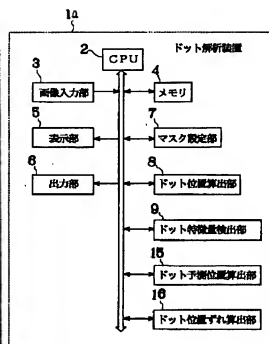 1a
ドット解析装置
2
CPU
3
画像入力部
4
メモリ
5
表示部
7
マスク設定部
6
出力部
8
ドット位置算出部
9
ドット特徴量検出部
15
ドット予測位置算出部
16
ドット位置ずれ算出部